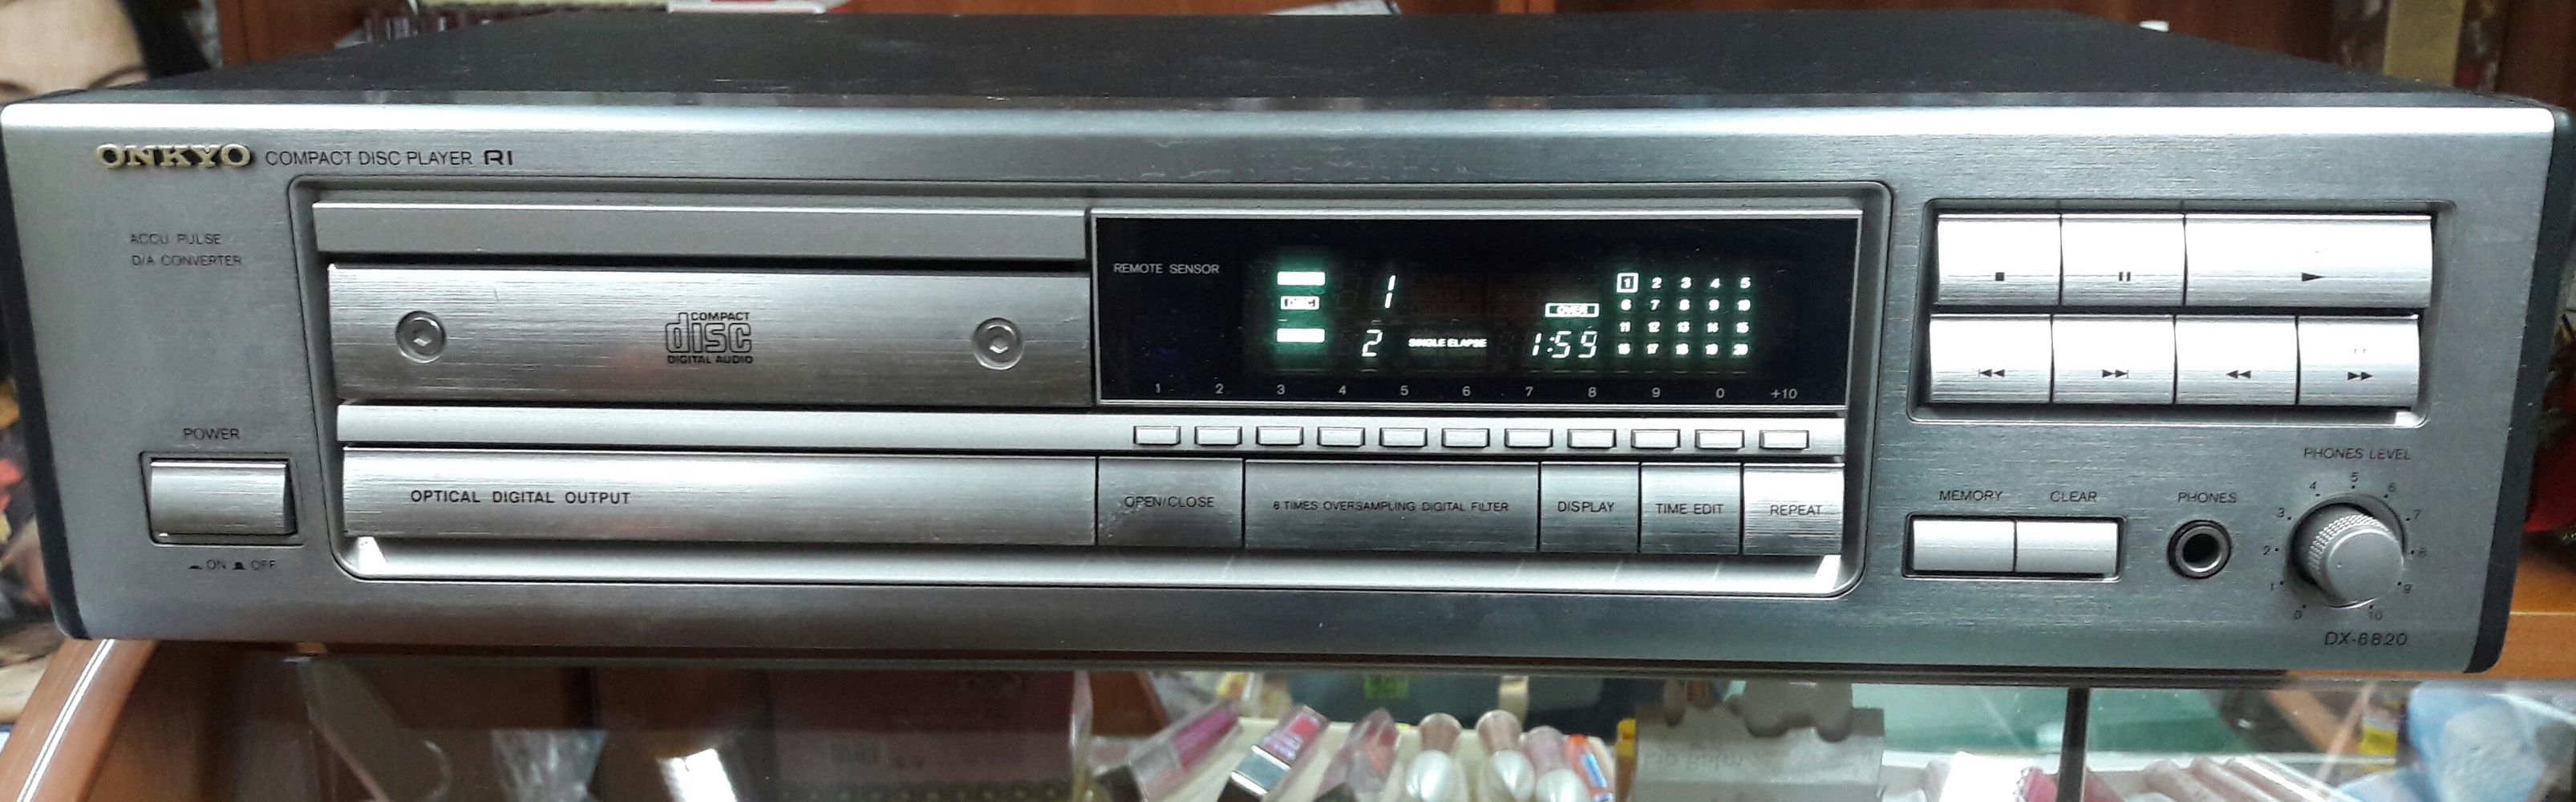 ONKYO COMPACT DISC PLAYER RI
ACCU PULSE
D/A CONVERTER
COMPACT
disc
DIGITAL AUDIO
REMOTE SENSOR
DISC
1
2 SINGLE ELAPSE 1:59
OVER
1 2 3 4 5
6 7 8 9 10
11 12 13 14 15
16 17 18 19 20
1 2 3 4 5 6 7 8 9 0 +10
POWER
ON OFF
OPTICAL DIGITAL OUTPUT
OPEN/CLOSE
8 TIMES OVERSAMPLING DIGITAL FILTER
DISPLAY
TIME EDIT
REPEAT
MEMORY CLEAR
PHONES
PHONES LEVEL
0 1 2 3 4 5 6 7 8 9 10
DX-6820